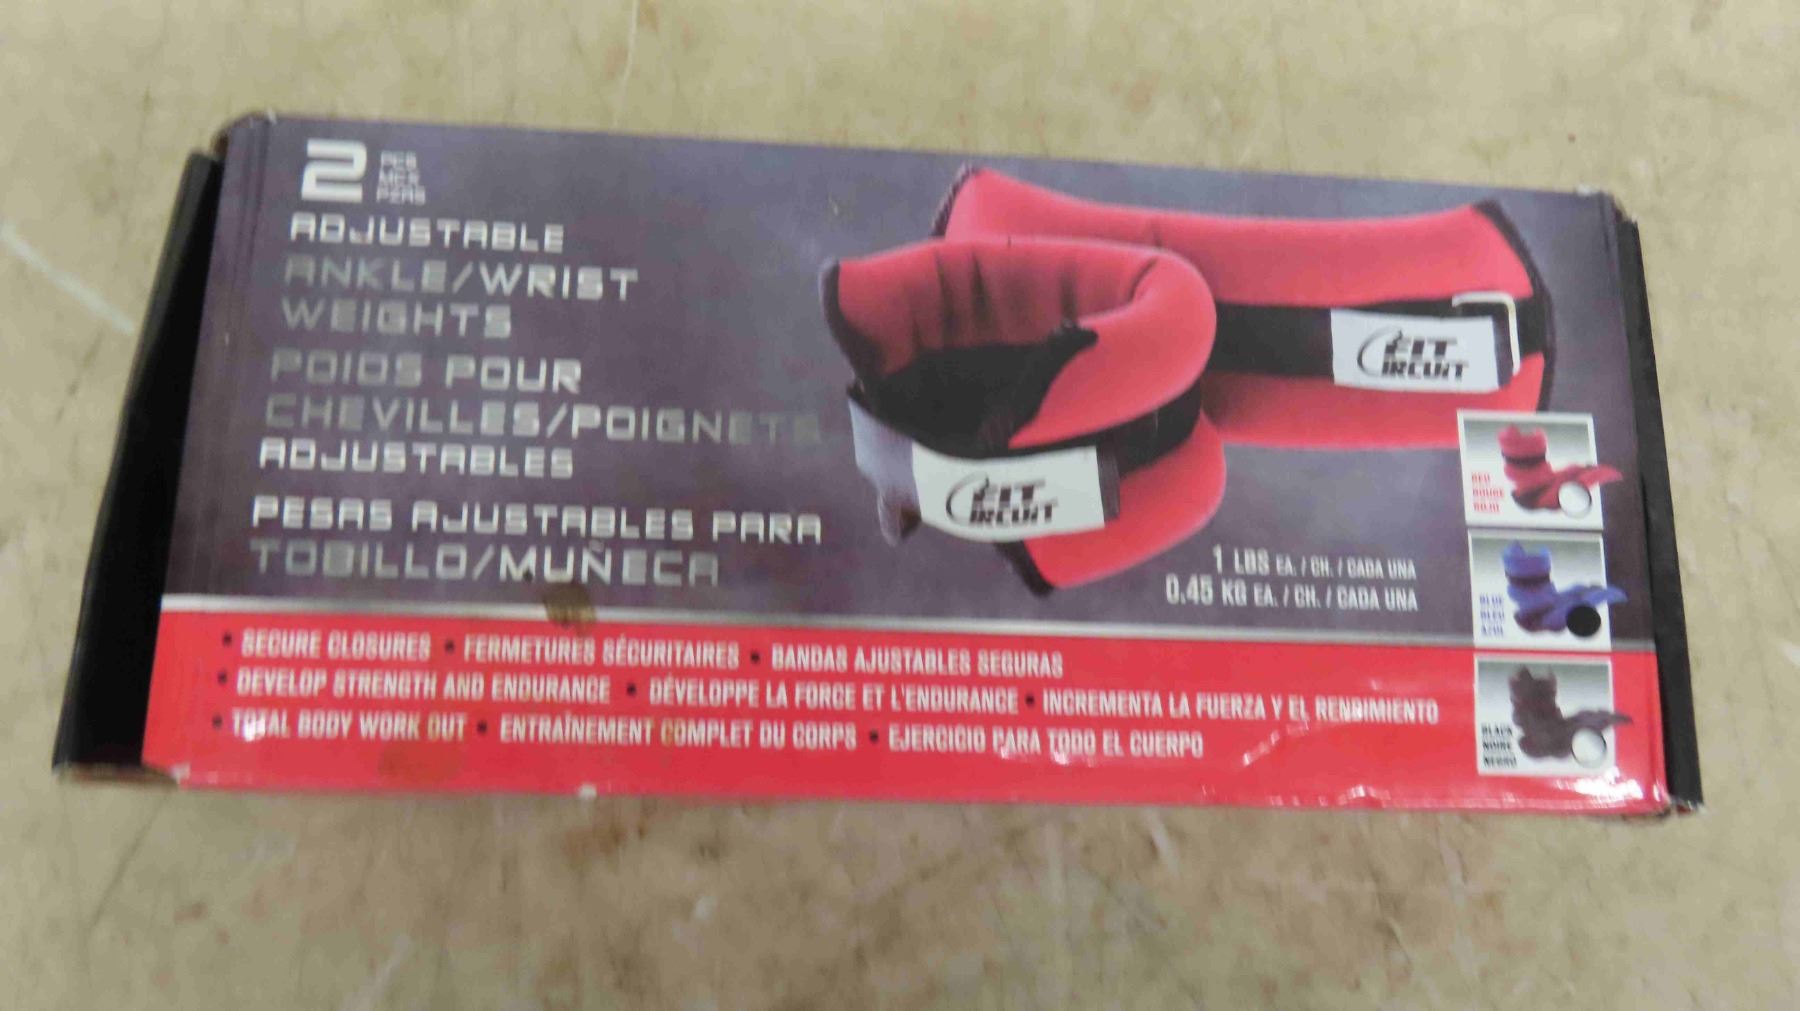 2 PCS
MCX
PZAS
ADJUSTABLE
ANKLE/WRIST
WEIGHTS
POIDS POUR
CHEVILLES/POIGNETS
ADJUSTABLES
PESAS AJUSTABLES PARA
TOBILLO/MUÑECA
FIT
CIRCUIT
FIT
CIRCUIT
1 LBS EA. / CH. / CADA UNA
0.45 KG EA. / CH. / CADA UNA
RED
ROUGE
ROJO
BLUE
BLEU
AZUL
BLACK
NOIRE
NEGRO
• SECURE CLOSURES • FERMETURES SÉCURITAIRES • BANDAS AJUSTABLES SEGURAS
• DEVELOP STRENGTH AND ENDURANCE • DÉVELOPPE LA FORCE ET L'ENDURANCE • INCREMENTA LA FUERZA Y EL RENDIMIENTO
• TOTAL BODY WORK OUT • ENTRAÎNEMENT COMPLET DU CORPS • EJERCICIO PARA TODO EL CUERPO